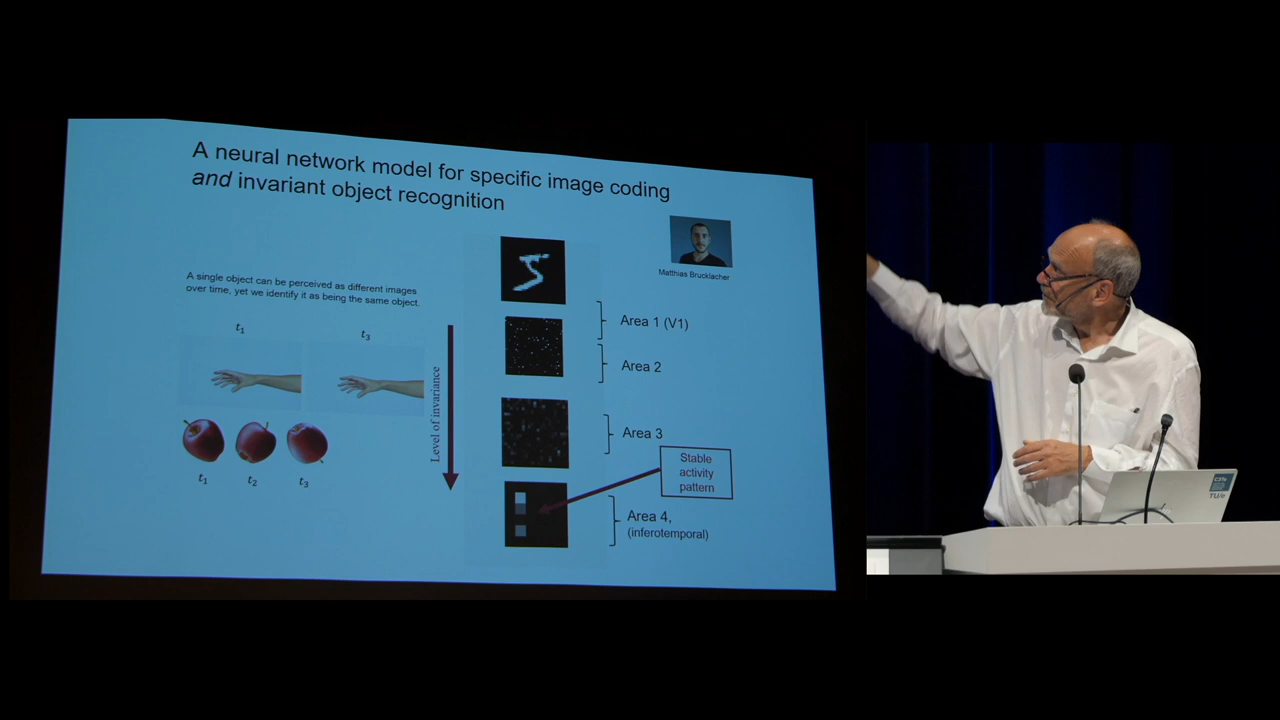 A neural network model for specific image coding
and invariant object recognition
Matthias Brucklacher
A single object can be perceived as different images
over time, yet we identify it as being the same object.
t1
t3
Level of invariance
t1
t2
t3
5
Area 1 (V1)
Area 2
Area 3
Stable
activity
pattern
Area 4,
(inferotemporal)
TU/e